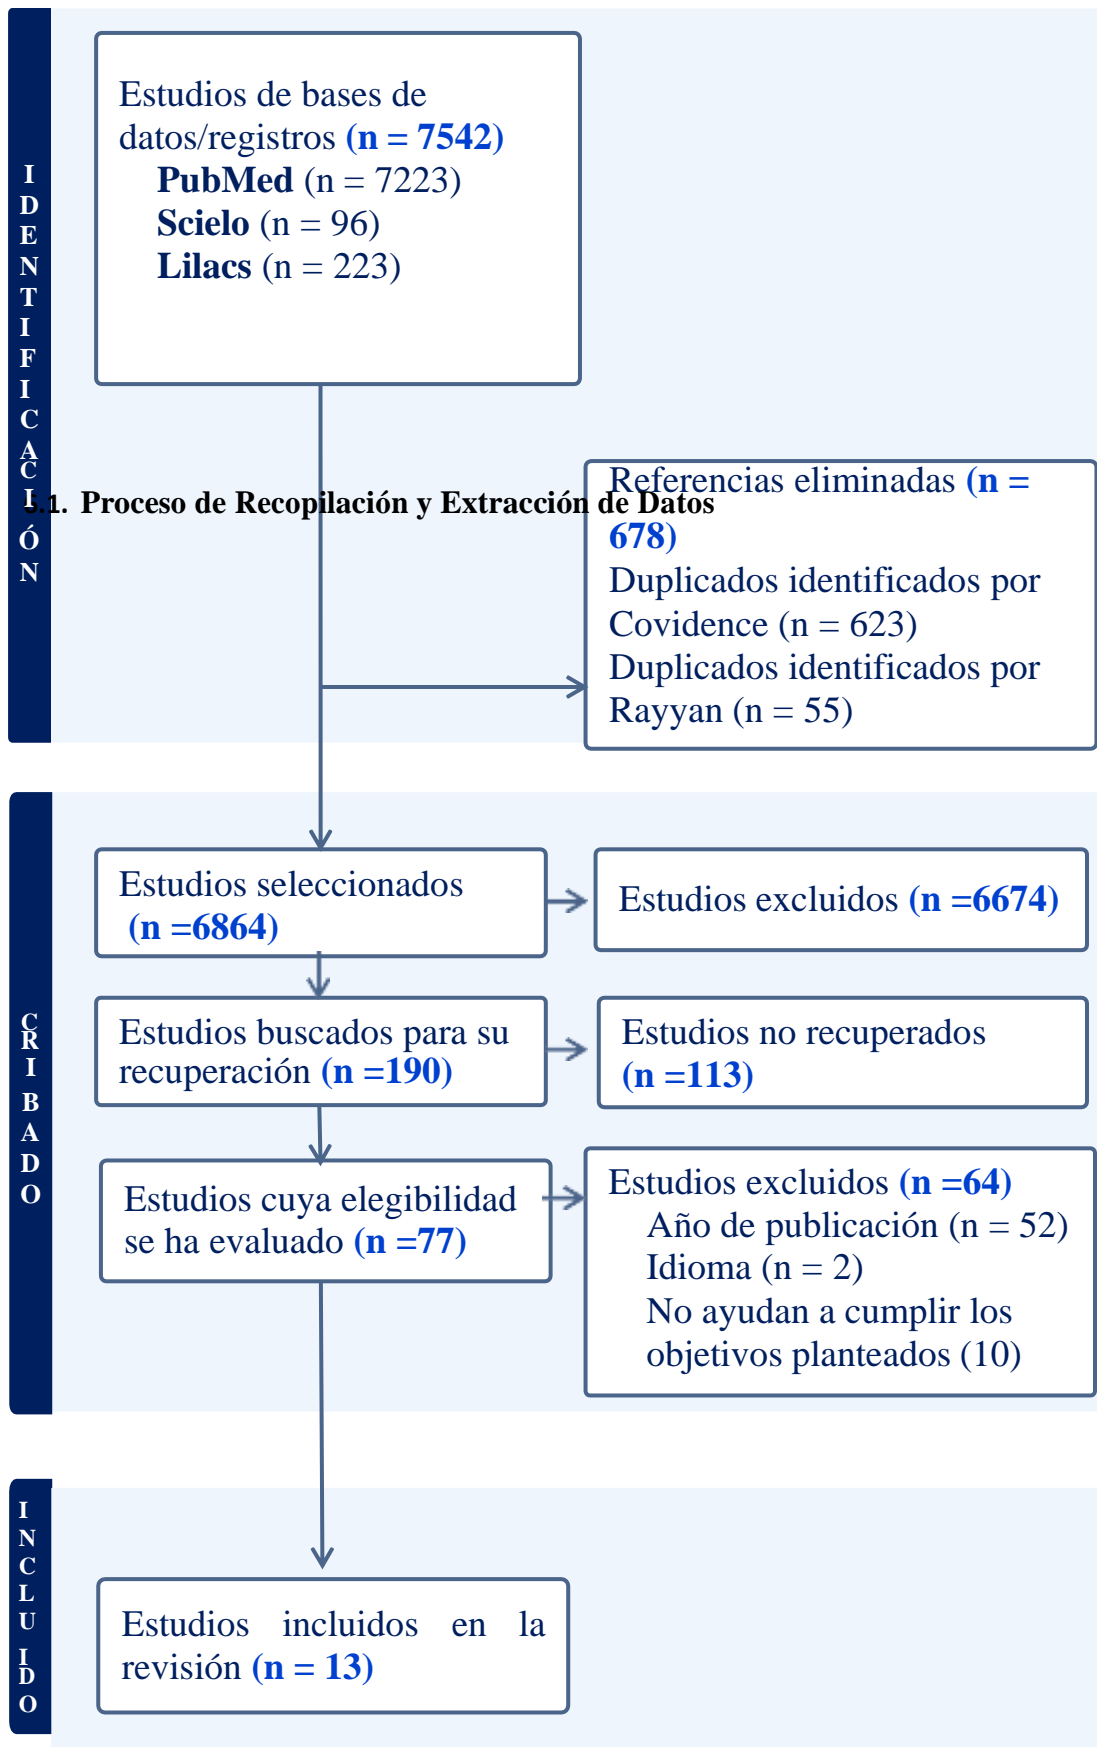 IDENTIFICACIÓN
Estudios de bases de
datos/registros (n = 7542)
PubMed (n = 7223)
Scielo (n = 96)
Lilacs (n = 223)
5.1. Proceso de Recopilación y Extracción de Datos
Referencias eliminadas (n =
678)
Duplicados identificados por
Covidence (n = 623)
Duplicados identificados por
Rayyan (n = 55)
CRIBADO
Estudios seleccionados
(n =6864)
Estudios excluidos (n =6674)
Estudios buscados para su
recuperación (n =190)
Estudios no recuperados
(n =113)
Estudios cuya elegibilidad
se ha evaluado (n =77)
Estudios excluidos (n =64)
Año de publicación (n = 52)
Idioma (n = 2)
No ayudan a cumplir los
objetivos planteados (10)
INCLUIDO
Estudios incluidos en la
revisión (n = 13)